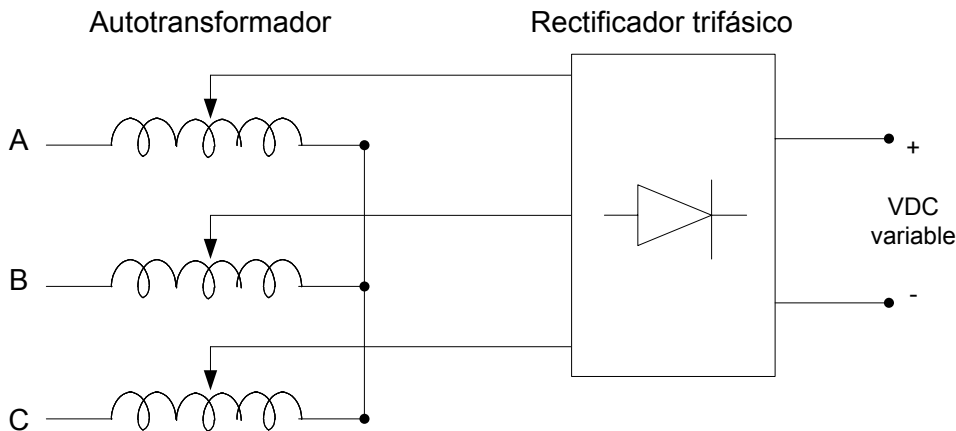 Autotransformador
Rectificador trifásico
A
B
C
+
VDC
variable
-